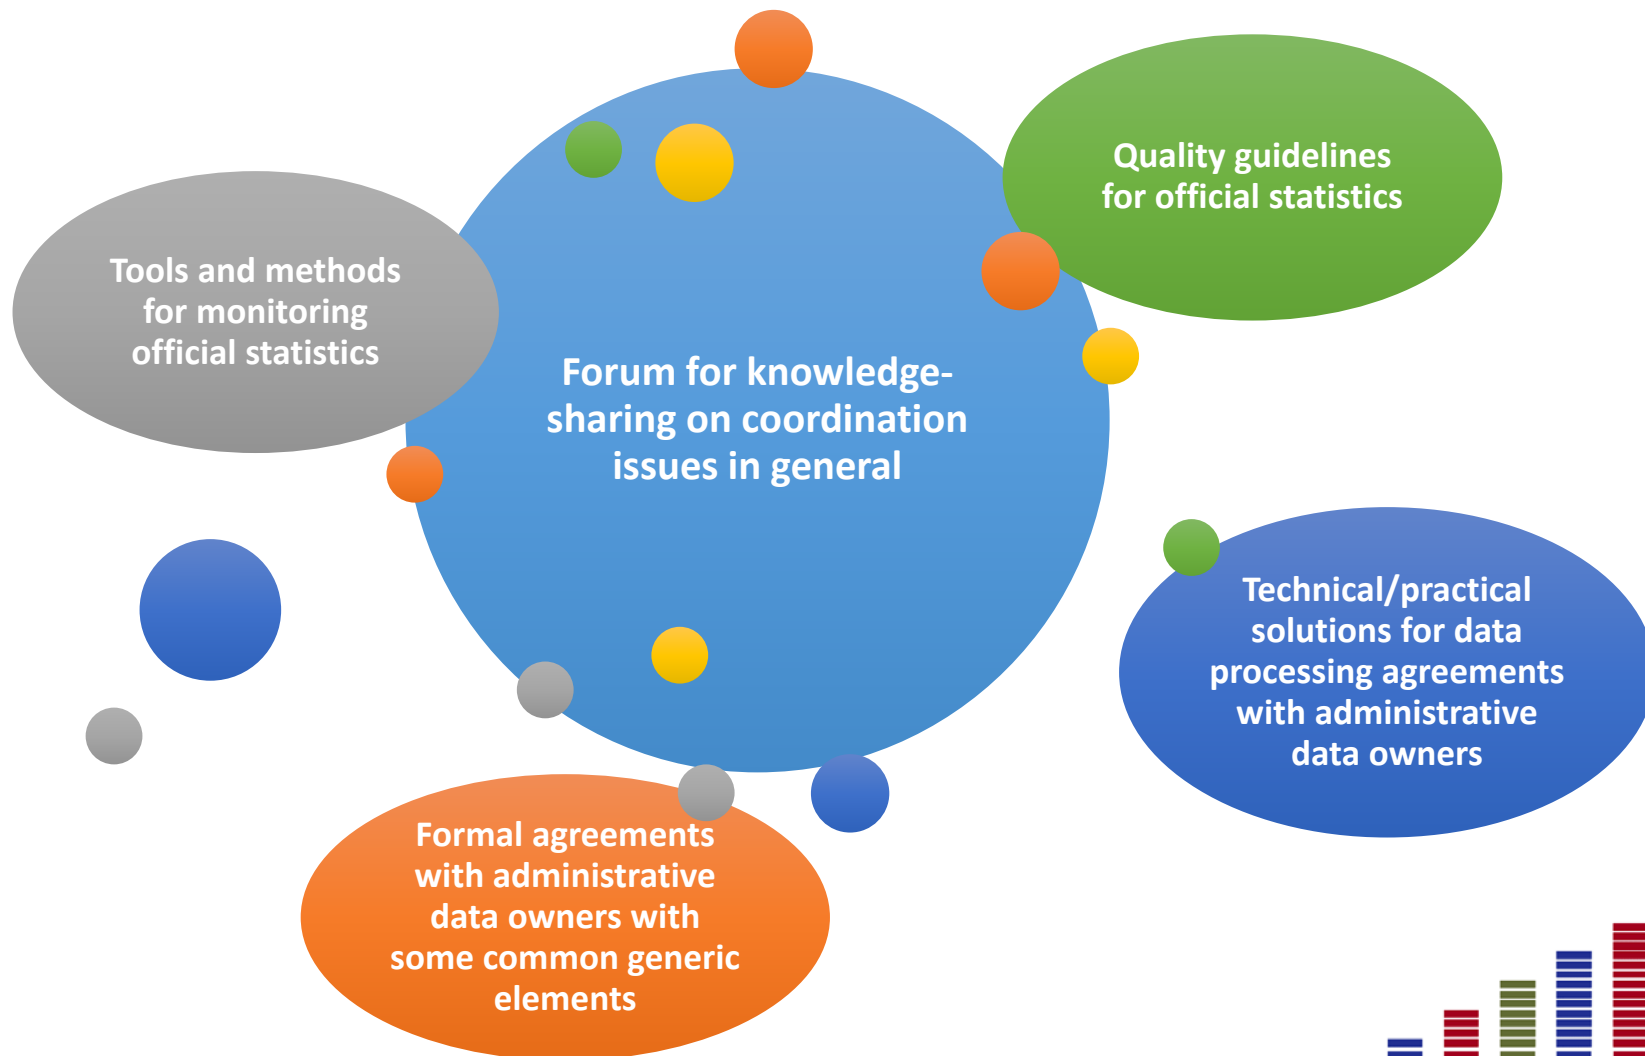 Quality guidelines
for official statistics
Tools and methods
for monitoring
official statistics
Forum for knowledge-
sharing on coordination
issues in general
Technical/practical
solutions for data
processing agreements
with administrative
data owners
Formal agreements
with administrative
data owners with
some common generic
elements